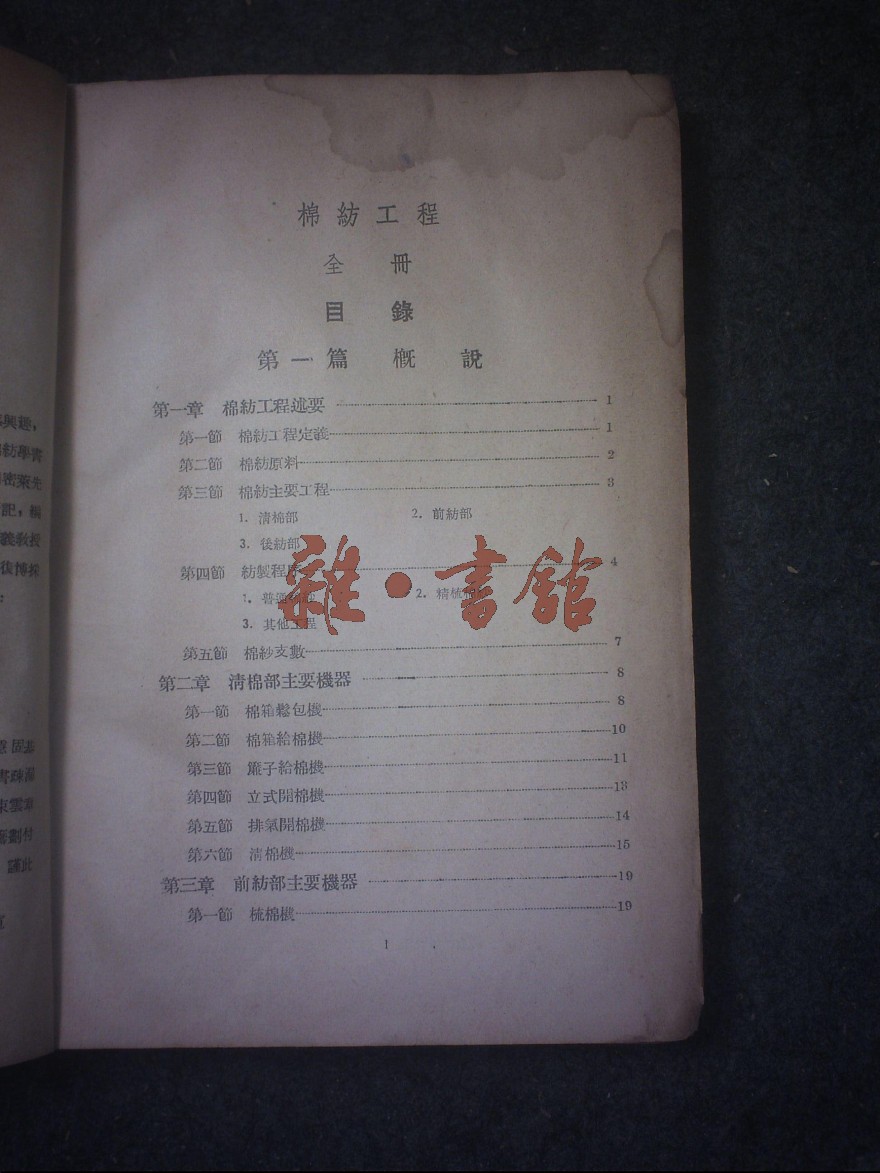 棉紡工程
全冊
目錄
第一篇 概說
第一章 棉紡工程述要 1
第一節 棉紡工程定義 1
第二節 棉紡原料 2
第三節 棉紡主要工程 3
1. 清棉部 2. 前紡部
3. 後紡部
第四節 紡製程 4
1. 普通 2. 精梳
3. 其他工程
雜·書館
第五節 棉紗支數 7
第二章 清棉部主要機器 8
第一節 棉箱鬆包機 8
第二節 棉箱給棉機 10
第三節 簾子給棉機 11
第四節 立式開棉機 13
第五節 排氣開棉機 14
第六節 清棉機 15
第三章 前紡部主要機器 19
第一節 梳棉機 19
1
興趣,
紡學習